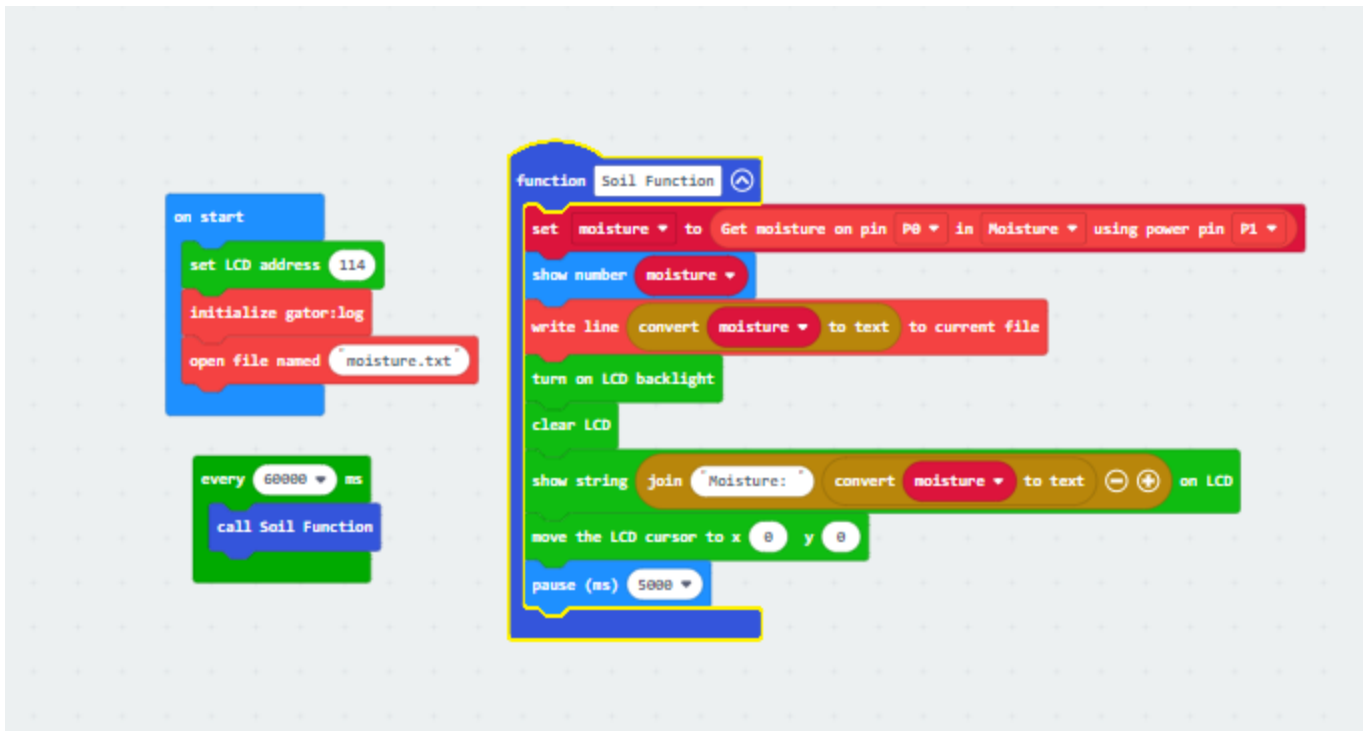 on start
set LCD address 114
initialize gator:log
open file named "moisture.txt"
every 60000 ms
call Soil Function
function Soil Function
set moisture to Get moisture on pin P0 in Moisture using power pin P1
show number moisture
write line convert moisture to text to current file
turn on LCD backlight
clear LCD
show string join "Moisture: " convert moisture to text on LCD
move the LCD cursor to x 0 y 0
pause (ms) 5000